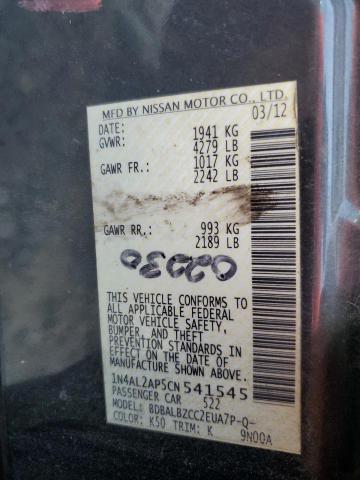 MFD BY NISSAN MOTOR CO., LTD.
DATE: 03/12
GVWR: 1941 KG
4279 LB
GAWR FR.: 1017 KG
2242 LB
GAWR RR.: 993 KG
2189 LB
02230
THIS VEHICLE CONFORMS TO
ALL APPLICABLE FEDERAL
MOTOR VEHICLE SAFETY,
BUMPER, AND THEFT
PREVENTION STANDARDS IN
EFFECT ON THE DATE OF
MANUFACTURE SHOWN ABOVE.
1N4AL2AP5CN541545
PASSENGER CAR 522
MODEL: BDBALBZCC2EUA7P-Q-
COLOR: K50 TRIM: K 9N00A